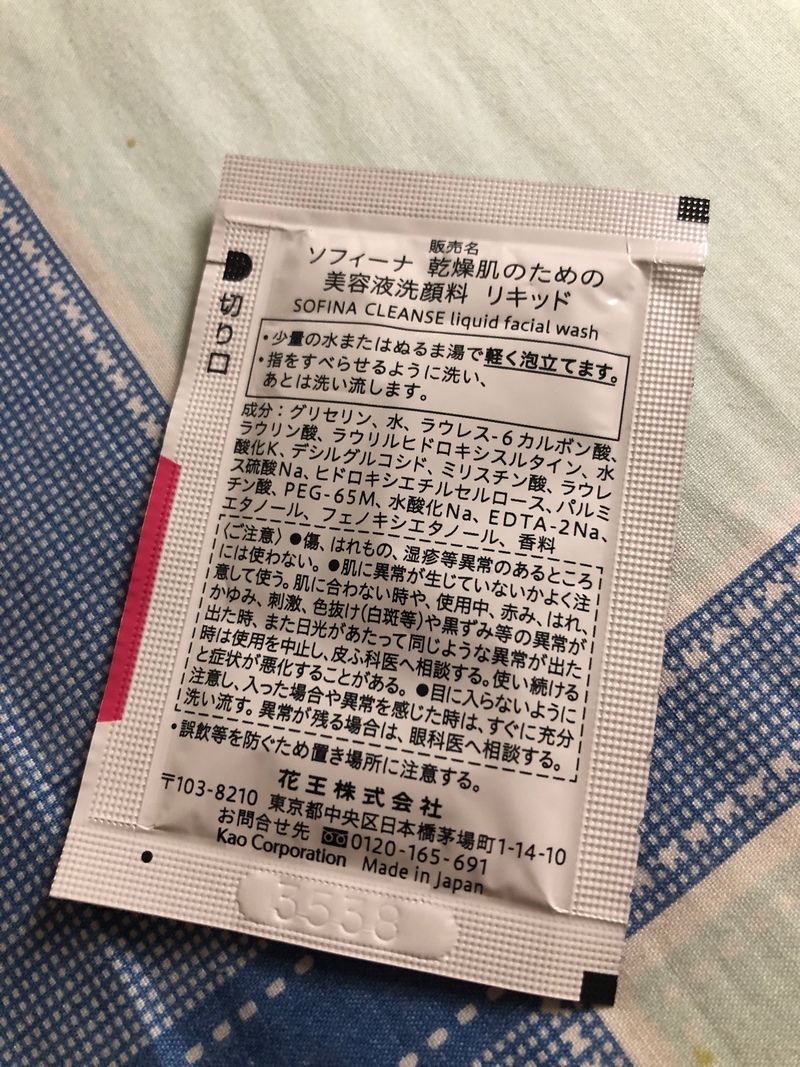 切り口
販売名
ソフィーナ 乾燥肌のための
美容液洗顔料 リキッド
SOFINA CLEANSE liquid facial wash
・少量の水またはぬるま湯で軽く泡立てます。
・指をすべらせるように洗い、
あとは洗い流します。
成分：グリセリン、水、ラウレス-6カルボン酸、
ラウリン酸、ラウリルヒドロキシスルタイン、水
酸化K、デシルグルコシド、ミリスチン酸、ラウレ
ス硫酸Na、ヒドロキシエチルセルロース、パルミ
チン酸、PEG-65M、水酸化Na、EDTA-2Na、
エタノール、フェノキシエタノール、香料
〈ご注意〉●傷、はれもの、湿疹等異常のあるところ
には使わない。●肌に異常が生じていないかよく注
意して使う。肌に合わない時や、使用中、赤み、はれ、
かゆみ、刺激、色抜け(白斑等)や黒ずみ等の異常が
出た時、また日光があたって同じような異常が出た
時は使用を中止し、皮ふ科医へ相談する。使い続ける
と症状が悪化することがある。●目に入らないように
注意し、入った場合や異常を感じた時は、すぐに充分
洗い流す。異常が残る場合は、眼科医へ相談する。
・誤飲等を防ぐため置き場所に注意する。
花王株式会社
〒103-8210 東京都中央区日本橋茅場町1-14-10
お問合せ先 0120-165-691
Kao Corporation Made in Japan
3538